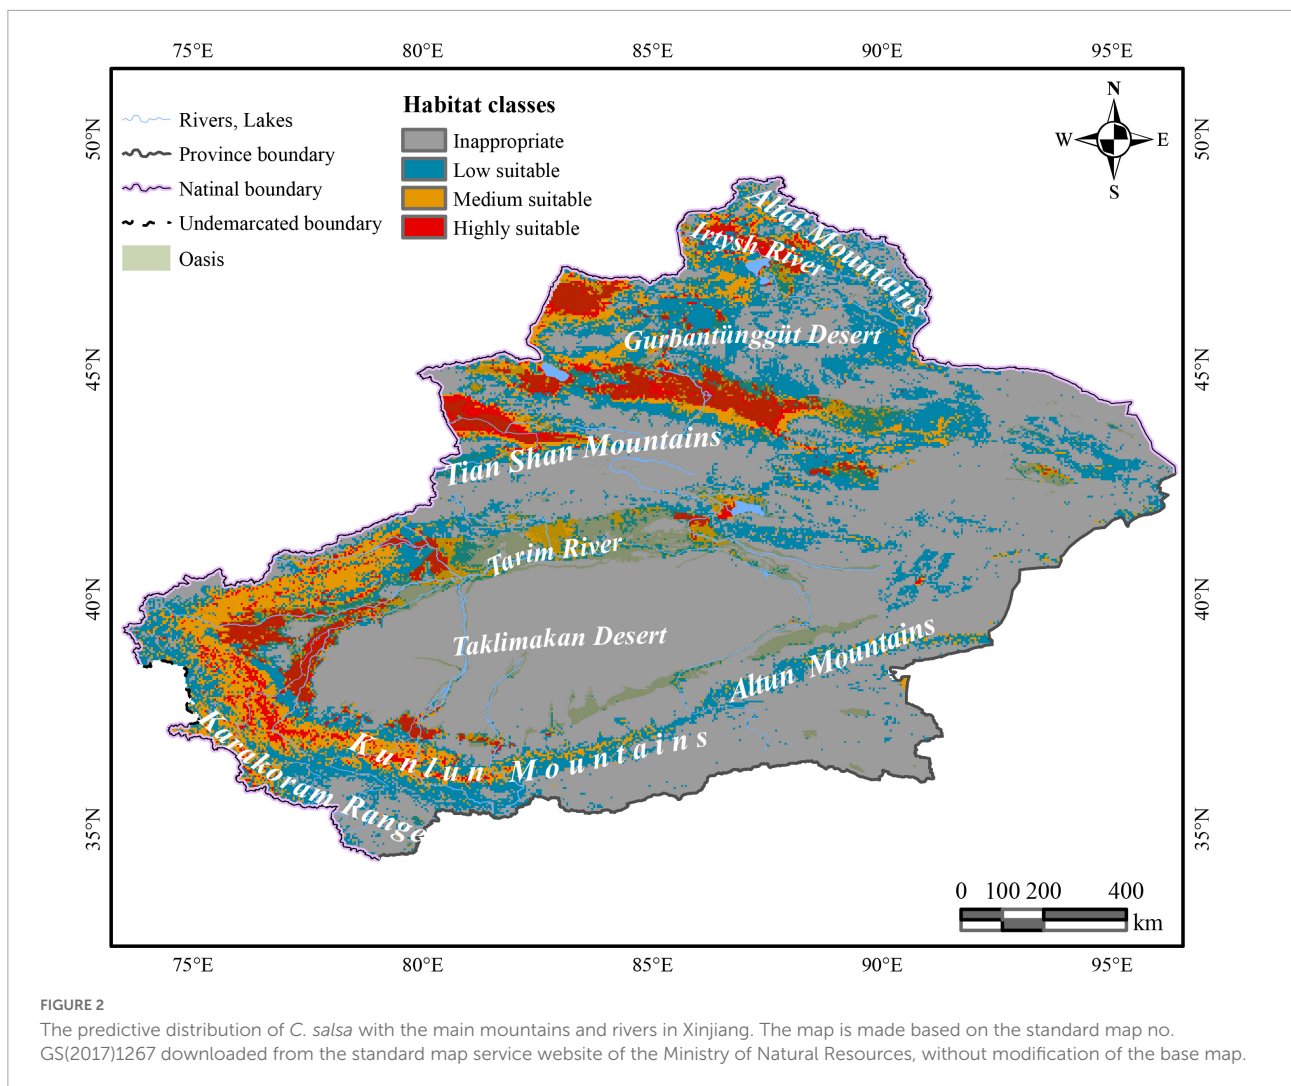 75°E 80°E 85°E 90°E 95°E
50°N 50°N
45°N 45°N
40°N 40°N
35°N 35°N
Rivers, Lakes
Province boundary
Natinal boundary
Undemarcated boundary
Oasis
Habitat classes
Inappropriate
Low suitable
Medium suitable
Highly suitable
N
W E
S
Altai Mountains
Irtysh River
Gurbantünggüt Desert
Tian Shan Mountains
Tarim River
Taklimakan Desert
Altun Mountains
Kunlun Mountains
Karakoram Range
0 100 200 400
km
75°E 80°E 85°E 90°E 95°E
FIGURE 2
The predictive distribution of C. salsa with the main mountains and rivers in Xinjiang. The map is made based on the standard map no.
GS(2017)1267 downloaded from the standard map service website of the Ministry of Natural Resources, without modification of the base map.